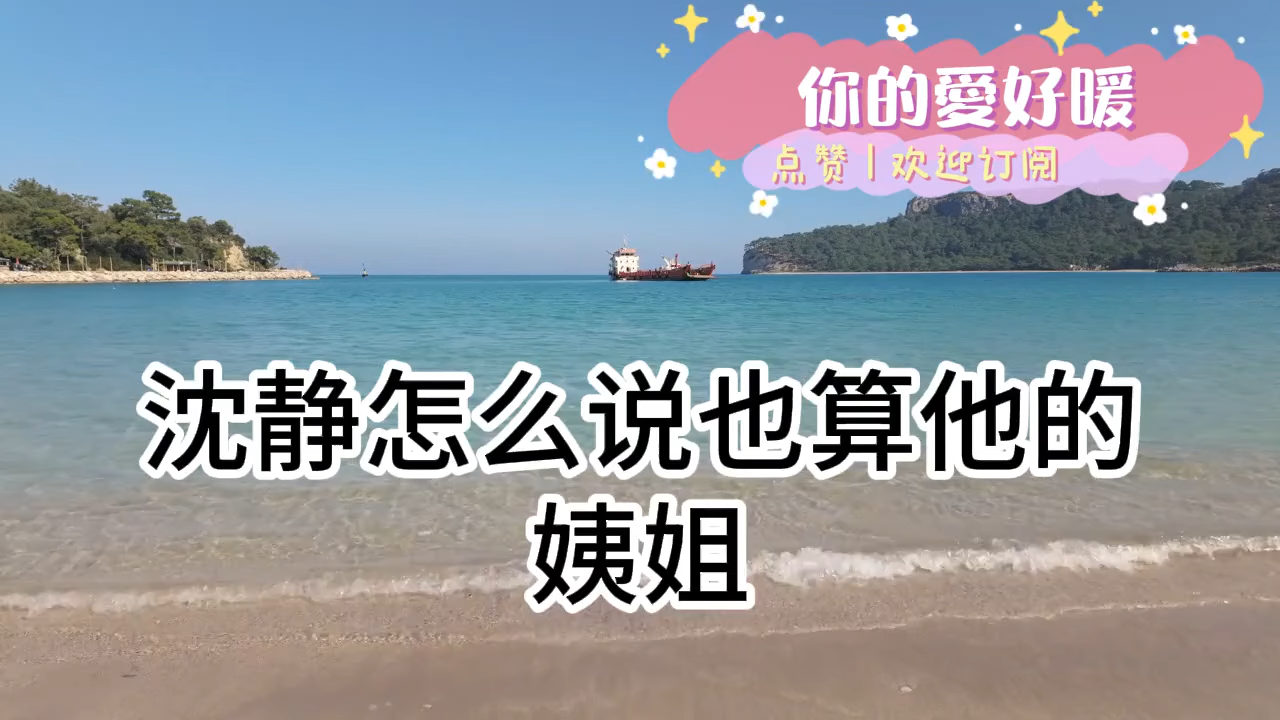 你的愛好暖
点赞 | 欢迎订阅
沈静怎么说也算他的
姨姐